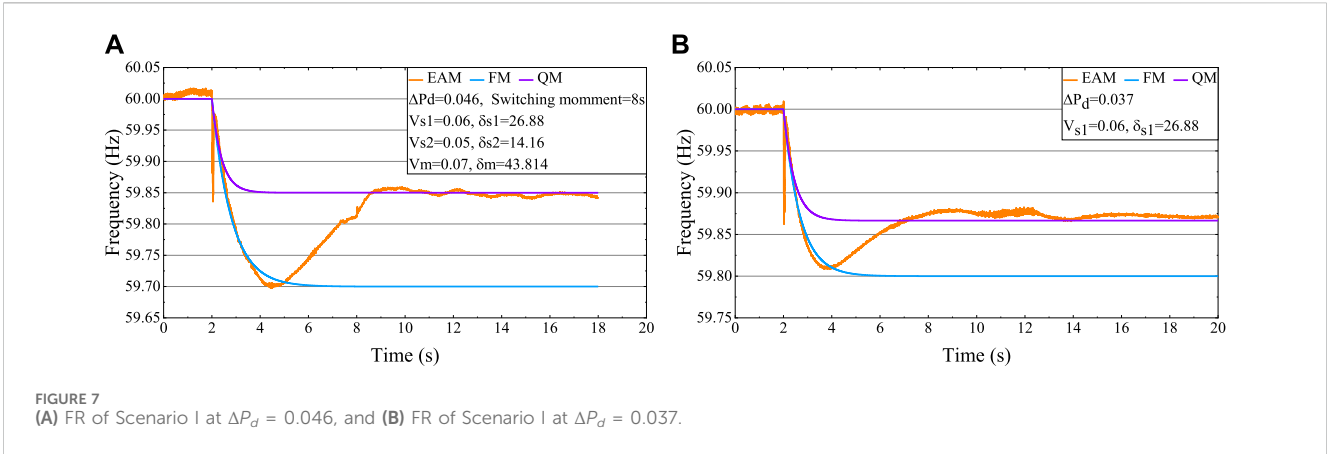 A
EAM FM QM
ΔPd=0.046, Switching momment=8s
Vs1=0.06, δs1=26.88
Vs2=0.05, δs2=14.16
Vm=0.07, δm=43.814
60.05
60.00
59.95
59.90
59.85
59.80
59.75
59.70
59.65
Frequency (Hz)
0 2 4 6 8 10 12 14 16 18 20
Time (s)
B
EAM FM QM
ΔPd=0.037
Vs1=0.06, δs1=26.88
60.05
60.00
59.95
59.90
59.85
59.80
59.75
Frequency (Hz)
0 2 4 6 8 10 12 14 16 18 20
Time (s)
FIGURE 7
(A) FR of Scenario I at ΔPd = 0.046, and (B) FR of Scenario I at ΔPd = 0.037.